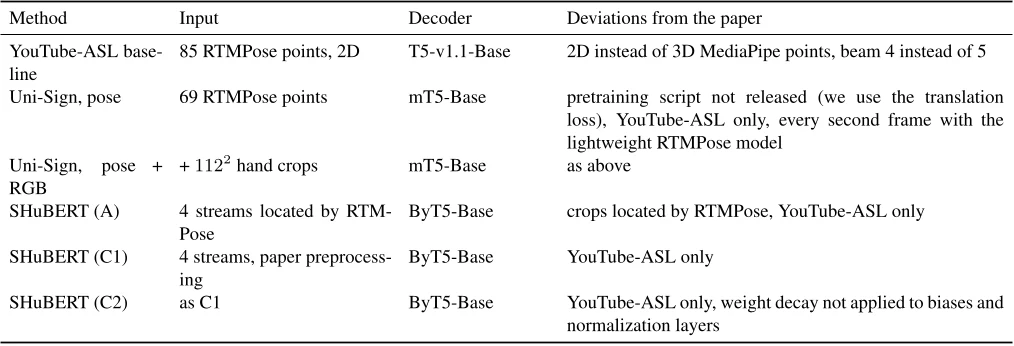 Method Input Decoder Deviations from the paper
YouTube-ASL base- 85 RTMPose points, 2D T5-v1.1-Base 2D instead of 3D MediaPipe points, beam 4 instead of 5
line
Uni-Sign, pose 69 RTMPose points mT5-Base pretraining script not released (we use the translation
loss), YouTube-ASL only, every second frame with the
lightweight RTMPose model
Uni-Sign, pose + + 112² hand crops mT5-Base as above
RGB
SHuBERT (A) 4 streams located by RTM- ByT5-Base crops located by RTMPose, YouTube-ASL only
Pose
SHuBERT (C1) 4 streams, paper preprocess- ByT5-Base YouTube-ASL only
ing
SHuBERT (C2) as C1 ByT5-Base YouTube-ASL only, weight decay not applied to biases and
normalization layers